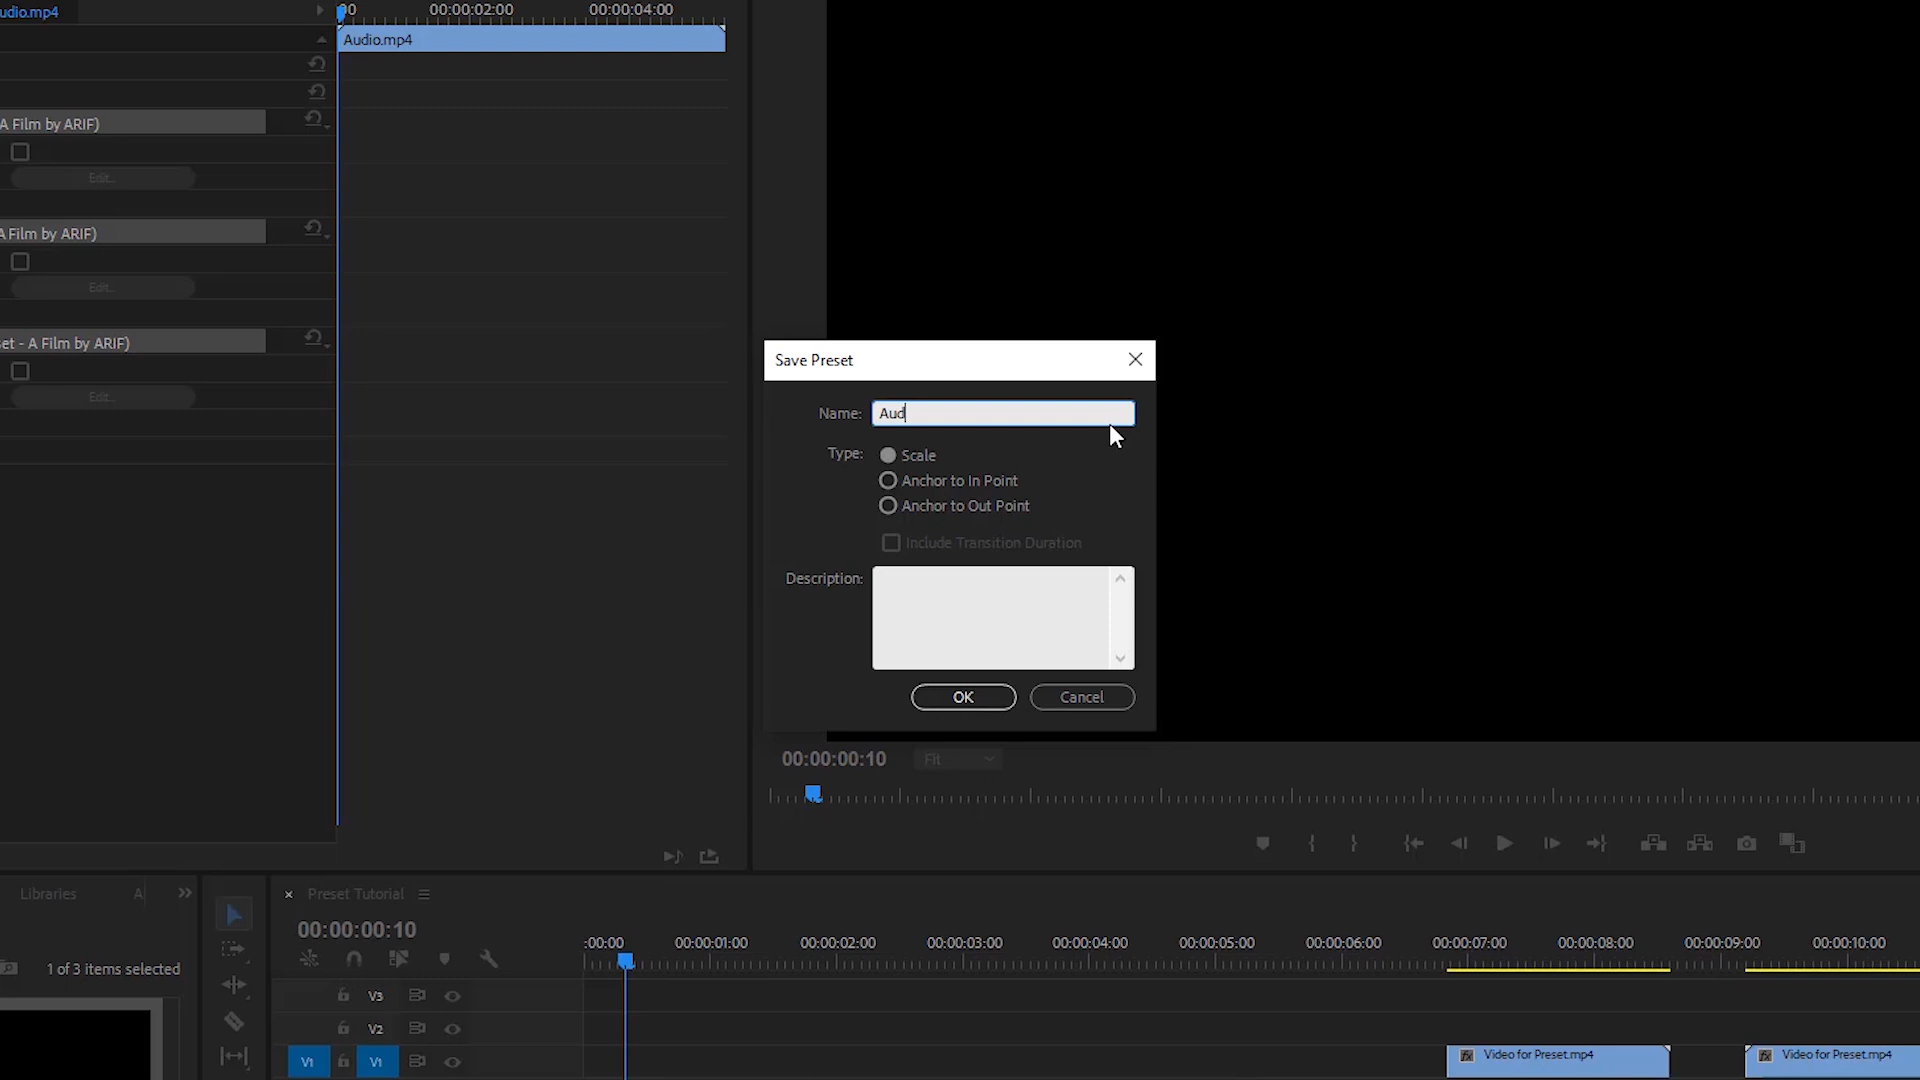 udio.mp4
00 00:00:02:00 00:00:04:00
Audio.mp4
A Film by ARIF)
Edit...
A Film by ARIF)
Edit...
set - A Film by ARIF)
Edit...
Save Preset
Name: Aud
Type: Scale
Anchor to In Point
Anchor to Out Point
Include Transition Duration
Description:
OK Cancel
00:00:00:10 Fit
Libraries A
1 of 3 items selected
Preset Tutorial
00:00:00:10
:00:00 00:00:01:00 00:00:02:00 00:00:03:00 00:00:04:00 00:00:05:00 00:00:06:00 00:00:07:00 00:00:08:00 00:00:09:00 00:00:10:00
V3
V2
V1 V1 Video for Preset.mp4 Video for Preset.mp4